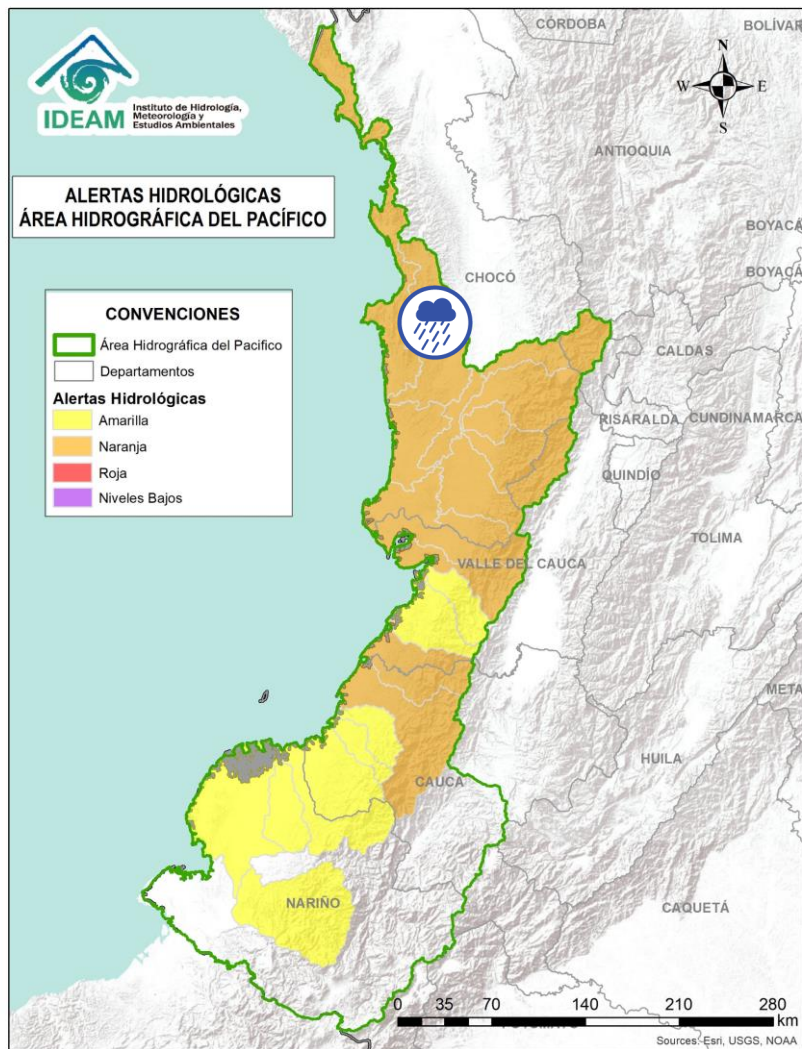 CÓRDOBA
BOLÍVAR
IDEAM
Instituto de Hidrología,
Meteorología y
Estudios Ambientales
N
W
E
S
ANTIOQUIA
ALERTAS HIDROLÓGICAS
ÁREA HIDROGRÁFICA DEL PACÍFICO
BOYACÁ
BOYACÁ
CHOCÓ
CONVENCIONES
Área Hidrográfica del Pacifico
Departamentos
Alertas Hidrológicas
Amarilla
Naranja
Roja
Niveles Bajos
CALDAS
RISARALDA
CUNDINAMARCA
QUINDÍO
TOLIMA
VALLE DEL CAUCA
META
HUILA
CAUCA
NARIÑO
CAQUETÁ
0 35 70 140 210 280
km
Sources: Esri, USGS, NOAA